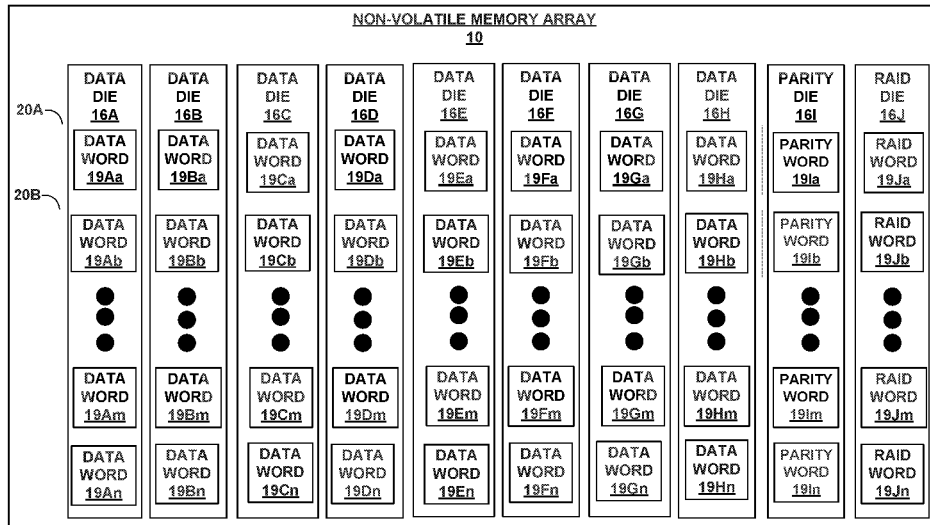 NON-VOLATILE MEMORY ARRAY
10
DATA DIE 16A
DATA DIE 16B
DATA DIE 16C
DATA DIE 16D
DATA DIE 16E
DATA DIE 16F
DATA DIE 16G
DATA DIE 16H
PARITY DIE 16I
RAID DIE 16J
20A
DATA WORD 19Aa
DATA WORD 19Ba
DATA WORD 19Ca
DATA WORD 19Da
DATA WORD 19Ea
DATA WORD 19Fa
DATA WORD 19Ga
DATA WORD 19Ha
PARITY WORD 19Ia
RAID WORD 19Ja
20B
DATA WORD 19Ab
DATA WORD 19Bb
DATA WORD 19Cb
DATA WORD 19Db
DATA WORD 19Eb
DATA WORD 19Fb
DATA WORD 19Gb
DATA WORD 19Hb
PARITY WORD 19Ib
RAID WORD 19Jb
DATA WORD 19Am
DATA WORD 19Bm
DATA WORD 19Cm
DATA WORD 19Dm
DATA WORD 19Em
DATA WORD 19Fm
DATA WORD 19Gm
DATA WORD 19Hm
PARITY WORD 19Im
RAID WORD 19Jm
DATA WORD 19An
DATA WORD 19Bn
DATA WORD 19Cn
DATA WORD 19Dn
DATA WORD 19En
DATA WORD 19Fn
DATA WORD 19Gn
DATA WORD 19Hn
PARITY WORD 19In
RAID WORD 19Jn